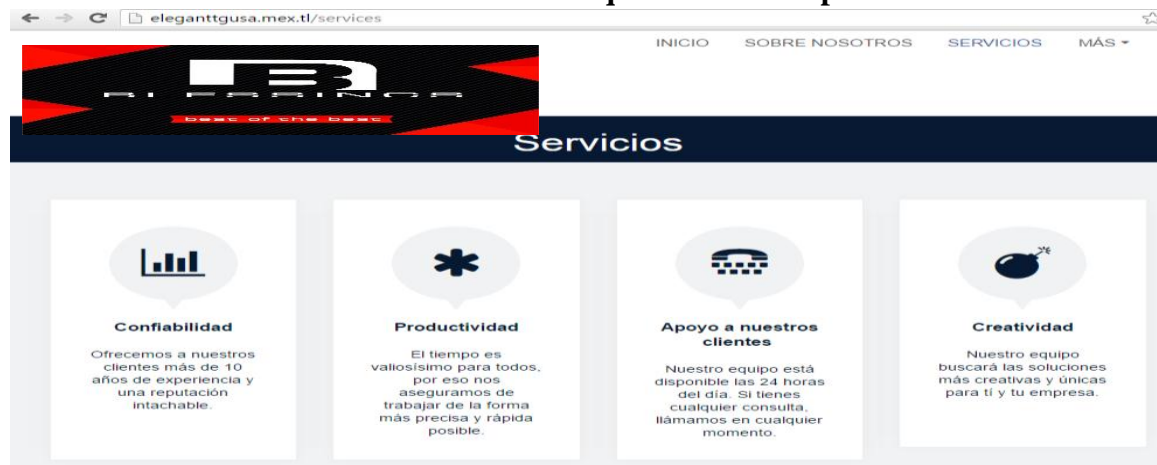 eleganttgusa.mex.tl/services
INICIO SOBRE NOSOTROS SERVICIOS MÁS
B
BI FASINCA
best of the best
Servicios
Confiabilidad
Ofrecemos a nuestros
clientes más de 10
años de experiencia y
una reputación
intachable.
Productividad
El tiempo es
valiosísimo para todos,
por eso nos
aseguramos de
trabajar de la forma
más precisa y rápida
posible.
Apoyo a nuestros
clientes
Nuestro equipo está
disponible las 24 horas
del día. Si tienes
cualquier consulta,
llámamos en cualquier
momento.
Creatividad
Nuestro equipo
buscará las soluciones
más creativas y únicas
para tí y tu empresa.